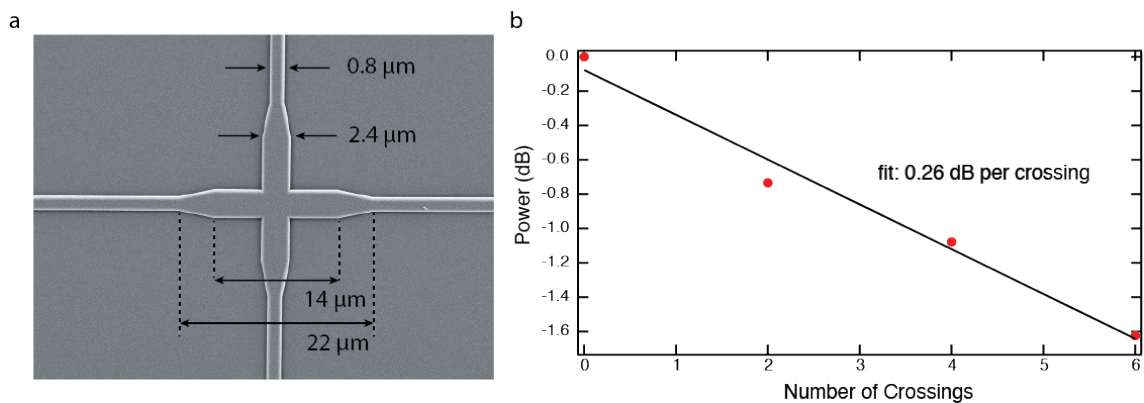 a
0.8 μm
2.4 μm
14 μm
22 μm
b
0.0
-0.2
-0.4
-0.6
-0.8
-1.0
-1.2
-1.4
-1.6
Power (dB)
fit: 0.26 dB per crossing
0 1 2 3 4 5 6
Number of Crossings